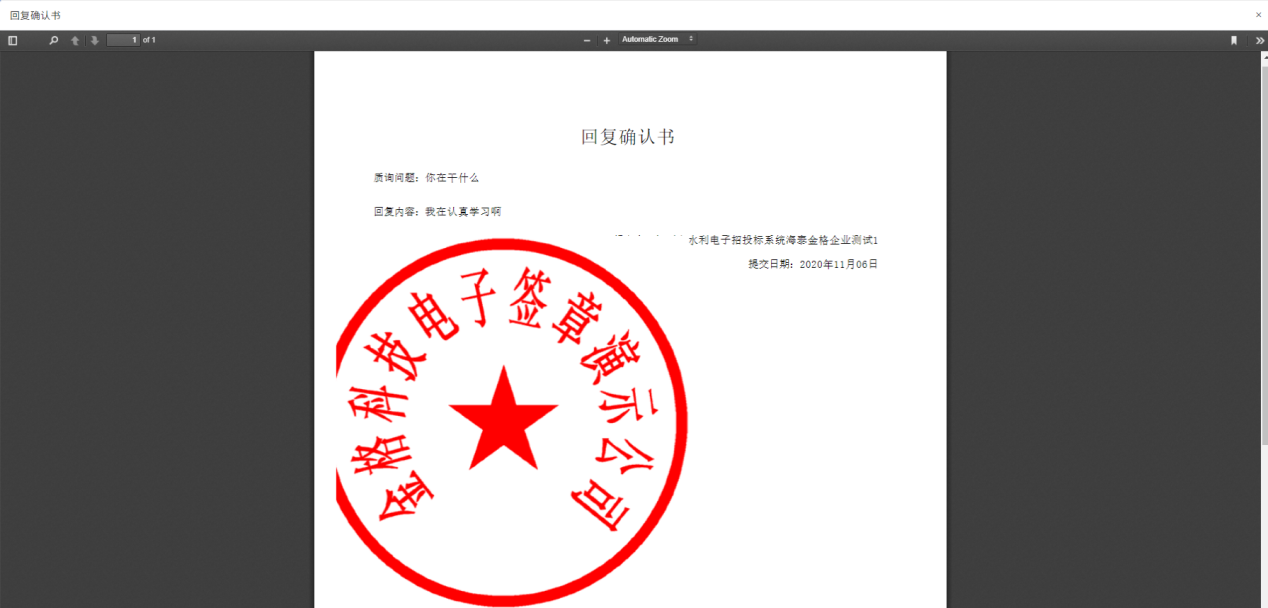 回复确认书
×
1 of 1
Automatic Zoom
回复确认书
质询问题：你在干什么
回复内容：我在认真学习啊
水利电子招投标系统海泰金格企业测试1
提交日期：2020年11月06日
金格科技电子签章演示公司